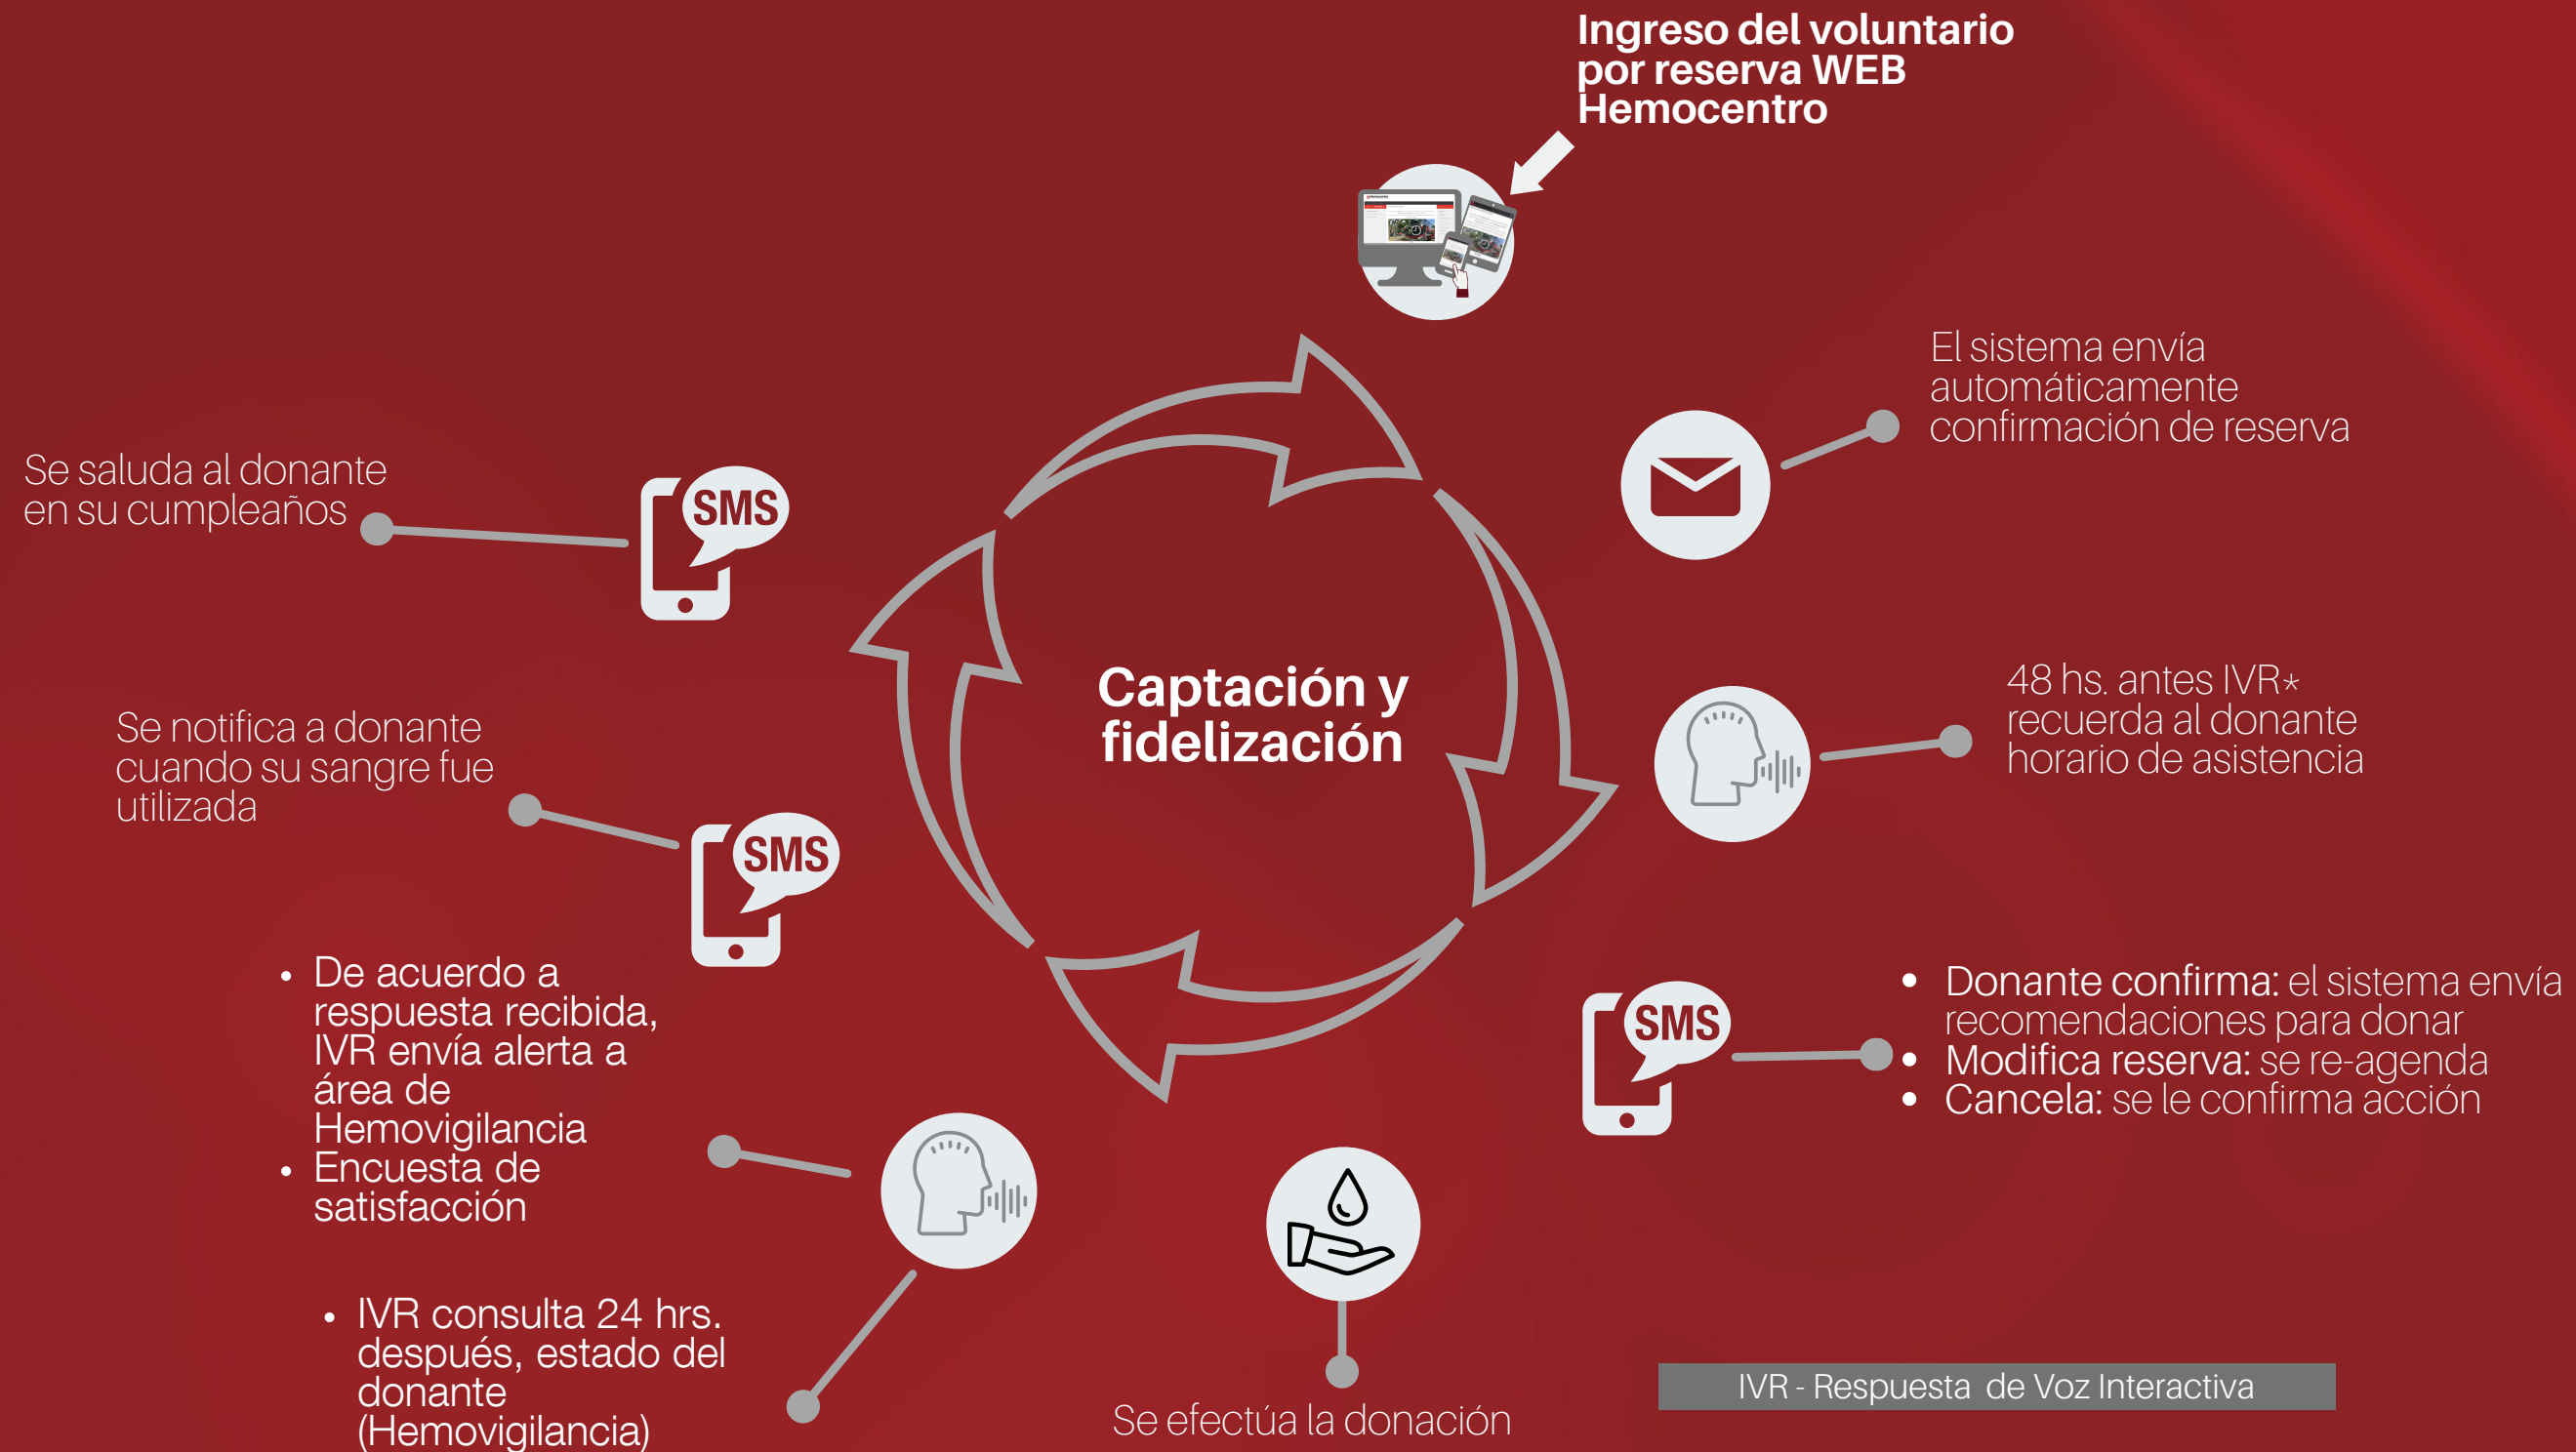 Ingreso del voluntario
por reserva WEB
Hemocentro
El sistema envía
automáticamente
confirmación de reserva
48 hs. antes IVR*
recuerda al donante
horario de asistencia
SMS
• Donante confirma: el sistema envía
recomendaciones para donar
• Modifica reserva: se re-agenda
• Cancela: se le confirma acción
Se efectúa la donación
• IVR consulta 24 hrs.
después, estado del
donante
(Hemovigilancia)
• De acuerdo a
respuesta recibida,
IVR envía alerta a
área de
Hemovigilancia
• Encuesta de
satisfacción
Se notifica a donante
cuando su sangre fue
utilizada
SMS
Se saluda al donante
en su cumpleaños
SMS
Captación y
fidelización
IVR - Respuesta de Voz Interactiva